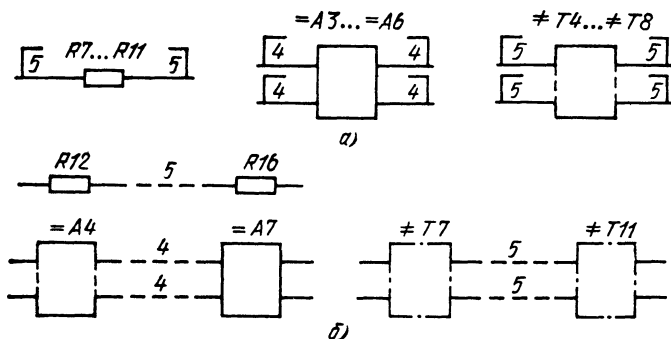 =A3...=A6
≠T4...≠T8
R7...R11
5 5
4 4
5 5
4 4
5 5
а)
R12 5 R16
=A4 4 =A7
4
≠T7 5 ≠T11
5
б)